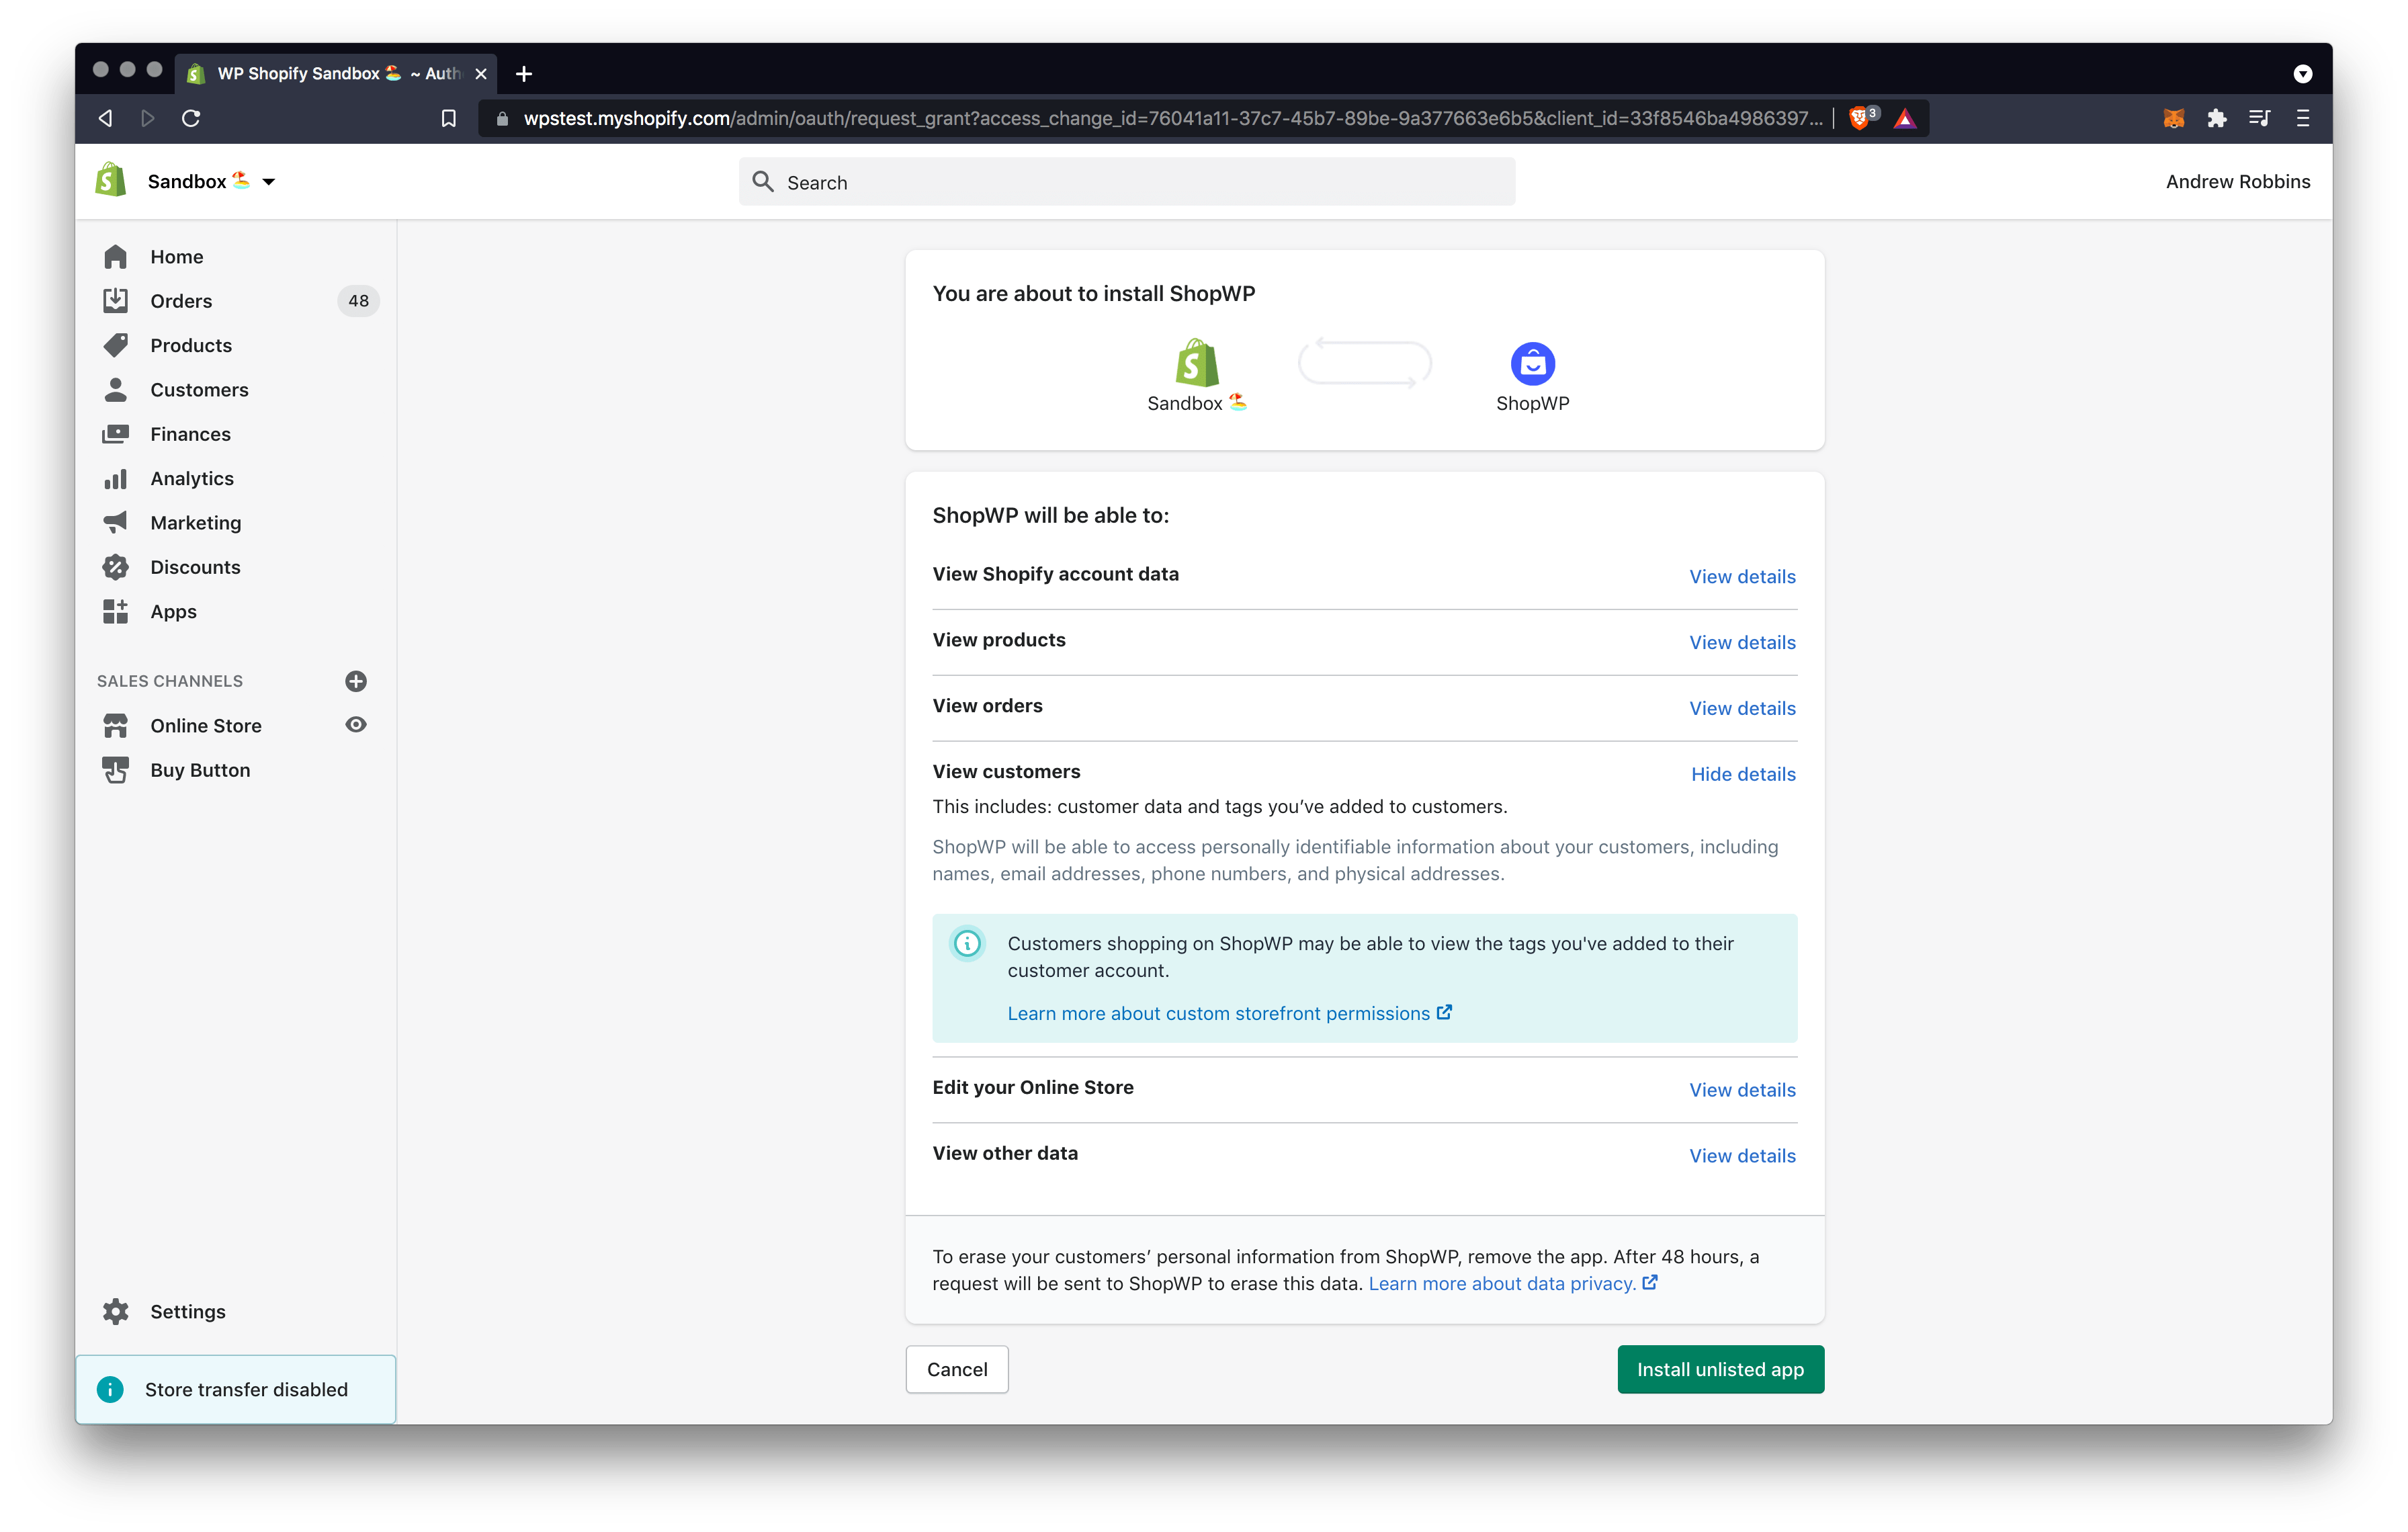 WP Shopify Sandbox 🏖️ ~ Auth
wpstest.myshopify.com/admin/oauth/request_grant?access_change_id=76041a11-37c7-45b7-89be-9a377663e6b5&client_id=33f8546ba4986397...
3
Sandbox 🏖️
Search
Andrew Robbins
Home
Orders 48
Products
Customers
Finances
Analytics
Marketing
Discounts
Apps
SALES CHANNELS
Online Store
Buy Button
Settings
Store transfer disabled
You are about to install ShopWP
Sandbox 🏖️
ShopWP
ShopWP will be able to:
View Shopify account data View details
View products View details
View orders View details
View customers Hide details
This includes: customer data and tags you’ve added to customers.
ShopWP will be able to access personally identifiable information about your customers, including
names, email addresses, phone numbers, and physical addresses.
Customers shopping on ShopWP may be able to view the tags you've added to their
customer account.
Learn more about custom storefront permissions
Edit your Online Store View details
View other data View details
To erase your customers’ personal information from ShopWP, remove the app. After 48 hours, a
request will be sent to ShopWP to erase this data. Learn more about data privacy.
Cancel
Install unlisted app